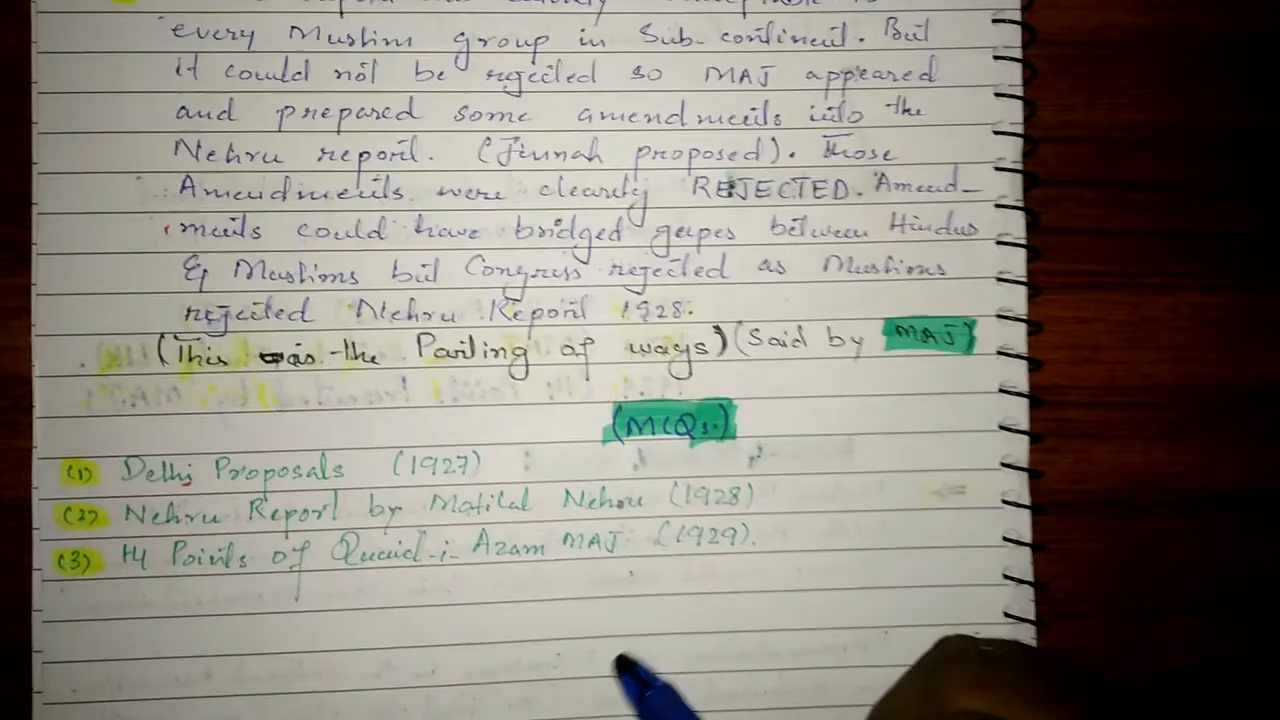 every Muslim group in Sub-continent. But
it could not be rejected so MAJ appeared
and prepared some amendments into the
Nehru report. (Jinnah proposed). Those
Amendments were clearly REJECTED. Amend-
ments could have bridged gapes between Hindus
& Muslims but Congress rejected as Muslims
rejected Nehru Report 1928.
(This was the Parting of ways) (Said by MAJ)
(MCQs.)
(1) Delhi Proposals (1927)
(2) Nehru Report by Matilal Nehru (1928)
(3) 14 Points of Quaid-i-Azam MAJ (1929).